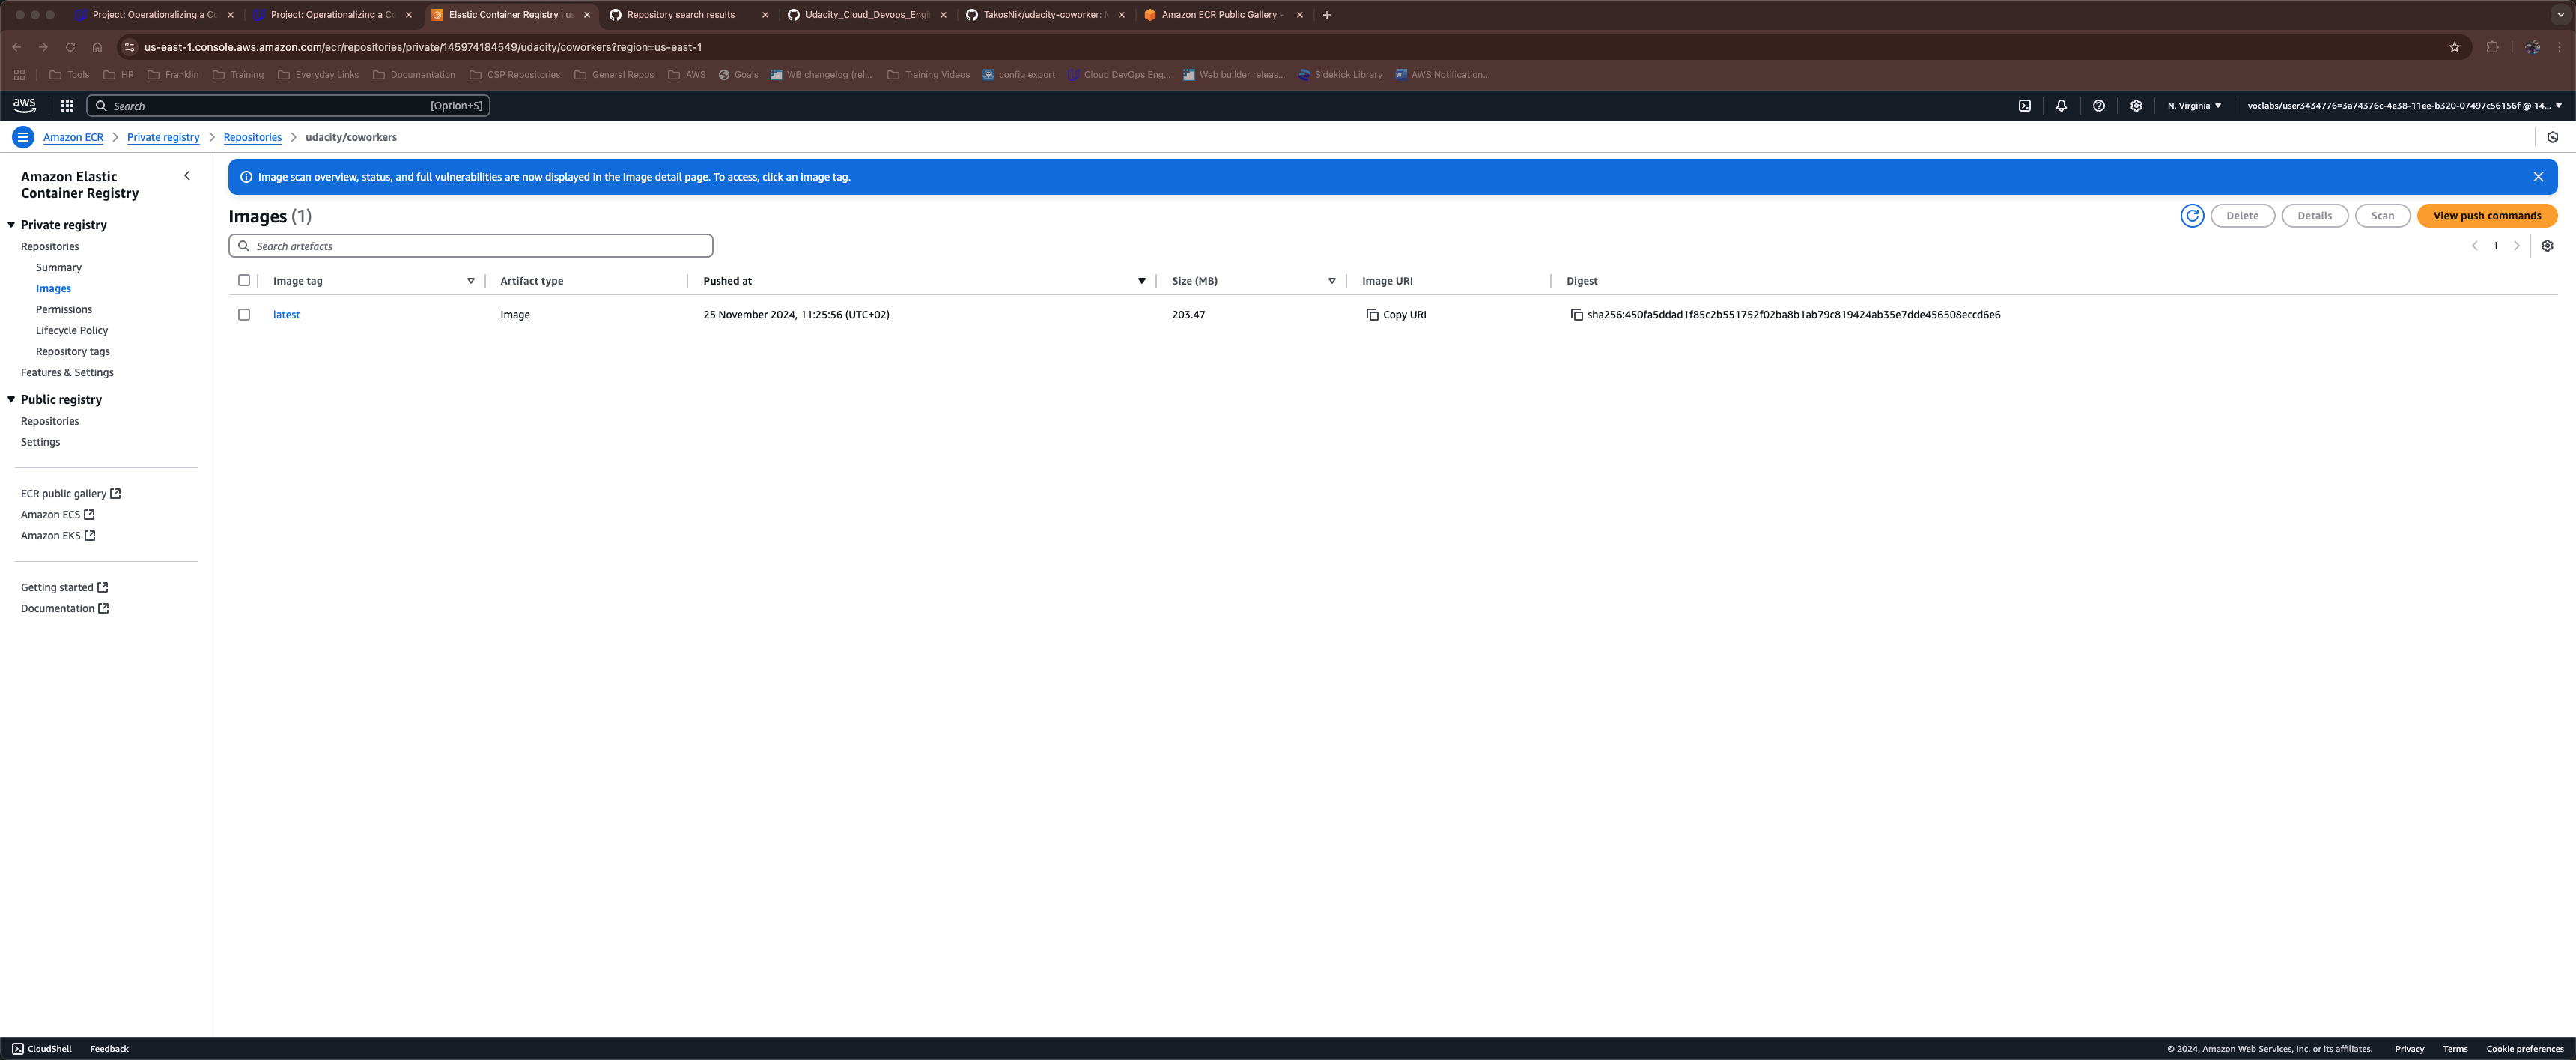 Project: Operationalizing a Co
Project: Operationalizing a Co
Elastic Container Registry | us
Repository search results
Udacity_Cloud_Devops_Engi
TakosNik/udacity-coworker: M
Amazon ECR Public Gallery -
us-east-1.console.aws.amazon.com/ecr/repositories/private/145974184549/udacity/coworkers?region=us-east-1
Tools HR Franklin Training Everyday Links Documentation CSP Repositories General Repos AWS Goals WB changelog (rel... Training Videos config export Cloud DevOps Eng... Web builder releas... Sidekick Library AWS Notification...
aws Search [Option+S] N. Virginia voclabs/user3434776=3a74376c-4e38-11ee-b320-07497c56156f @ 14...
Amazon ECR Private registry Repositories udacity/coworkers
Amazon Elastic
Container Registry
Private registry
Repositories
Summary
Images
Permissions
Lifecycle Policy
Repository tags
Features & Settings
Public registry
Repositories
Settings
ECR public gallery
Amazon ECS
Amazon EKS
Getting started
Documentation
Image scan overview, status, and full vulnerabilities are now displayed in the Image detail page. To access, click an image tag.
Images (1) Delete Details Scan View push commands
Search artefacts 1
Image tag Artifact type Pushed at Size (MB) Image URI Digest
latest Image 25 November 2024, 11:25:56 (UTC+02) 203.47 Copy URI sha256:450fa5ddad1f85c2b551752f02ba8b1ab79c819424ab35e7dde456508eccd6e6
CloudShell Feedback © 2024, Amazon Web Services, Inc. or its affiliates. Privacy Terms Cookie preferences